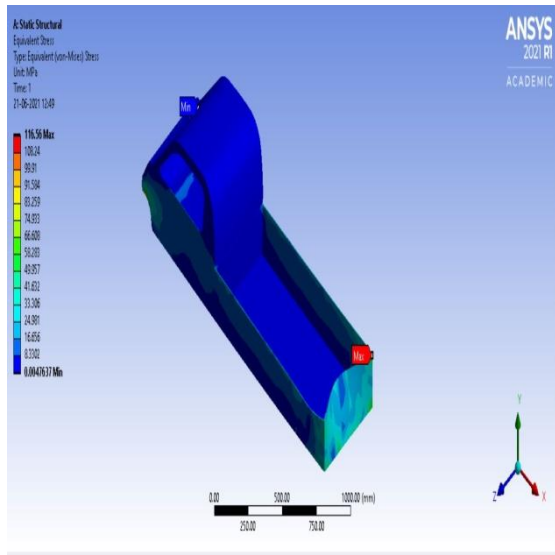 A: Static Structural
Equivalent Stress
Type: Equivalent (von-Mises) Stress
Unit: MPa
Time: 1
21-06-2021 12:49
116.56 Max
108.24
99.91
91.584
83.259
74.933
66.608
58.283
49.957
41.632
33.306
24.981
16.656
8.3302
0.0047637 Min
ANSYS
2021 R1
ACADEMIC
Min
Max
0.00 500.00 1000.00 (mm)
250.00 750.00
Y
Z X